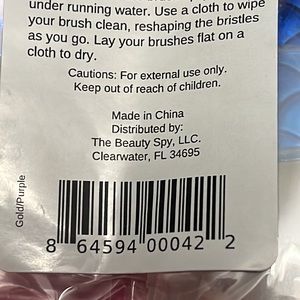 under running water. Use a cloth to wipe
your brush clean, reshaping the bristles
as you go. Lay your brushes flat on a
cloth to dry.
Cautions: For external use only.
Keep out of reach of children.
Made in China
Distributed by:
The Beauty Spy, LLC.
Clearwater, FL 34695
Gold/Purple
8 64594 00042 2